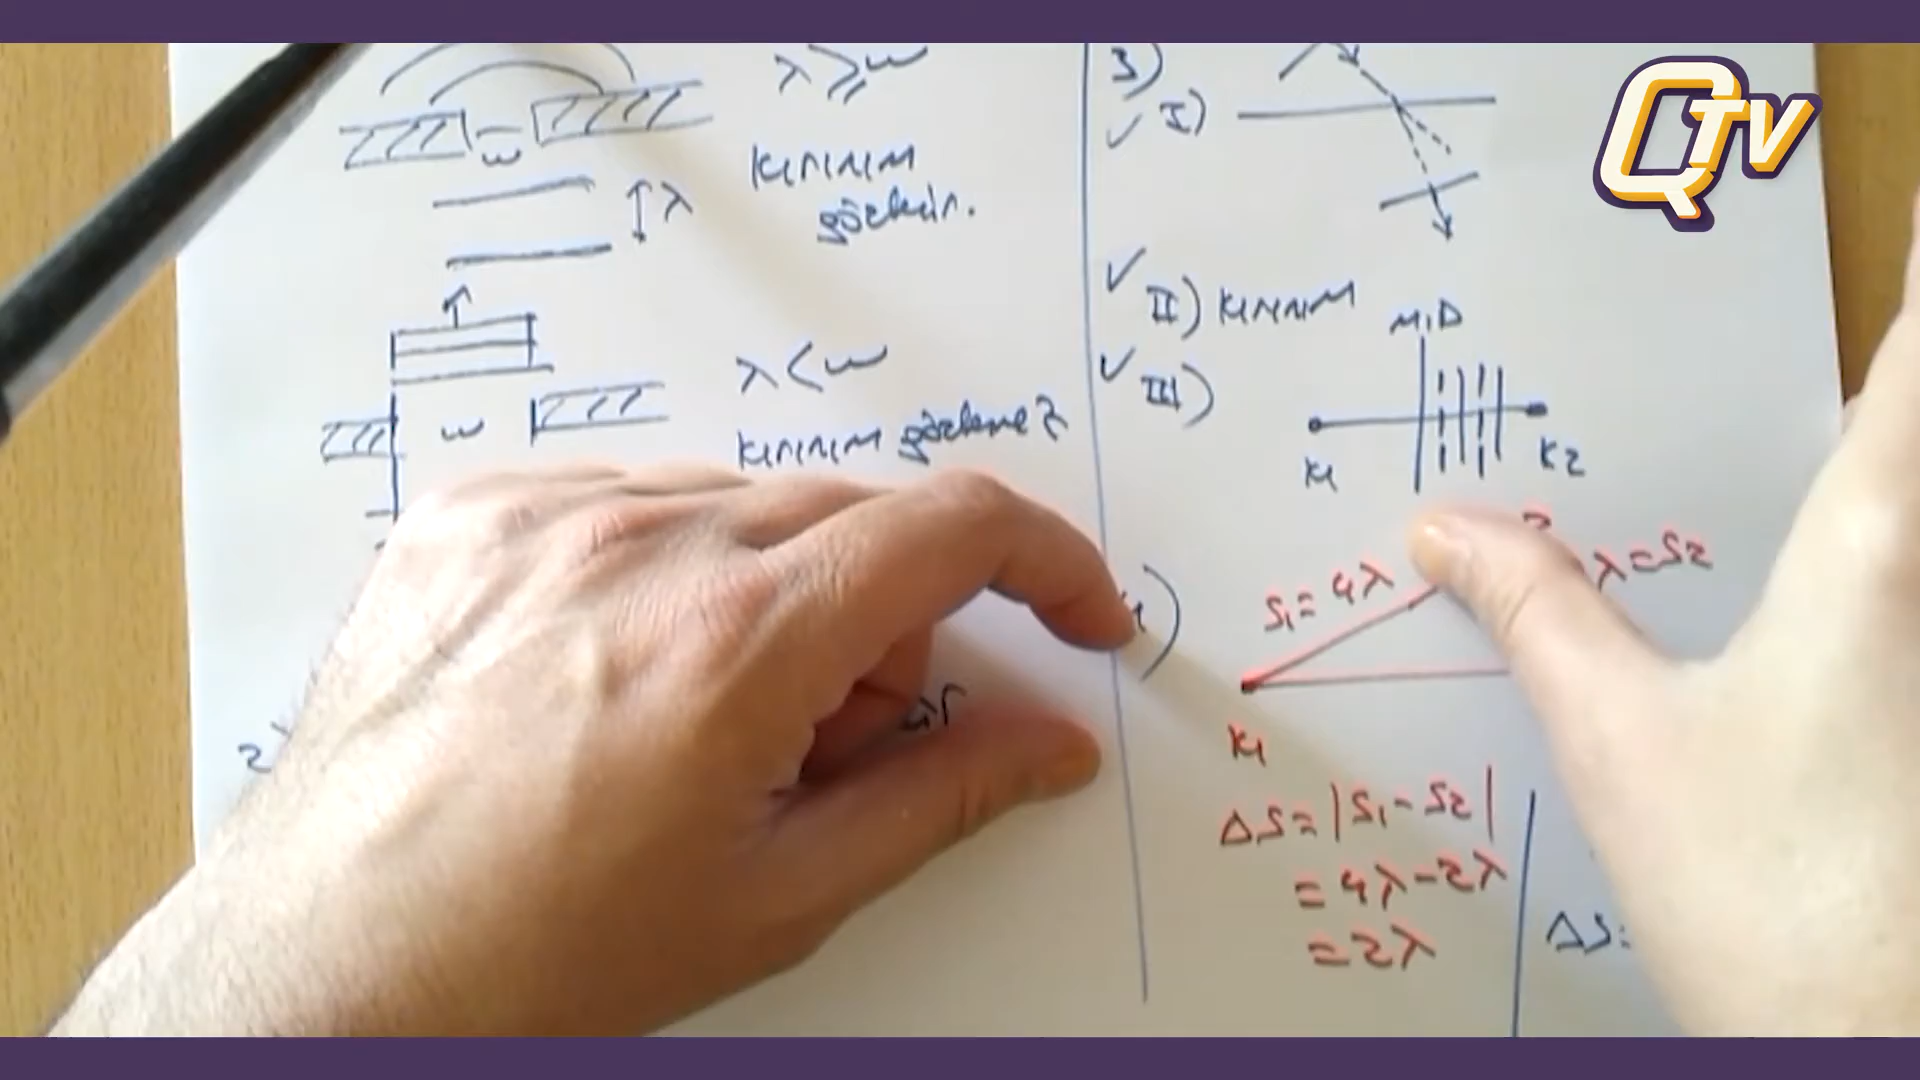 QTV
λ ≥ w
w
kırınım
gözlenir.
λ
λ < w
w
kırınım gözlenmez
2
3)
✓ I)
✓ II) kırınım
✓ III)
M.D
K1
K2
S1 = 4λ
λ = S2
K1
ΔS = |S1 - S2|
= 4λ - 2λ
= 2λ
ΔS =